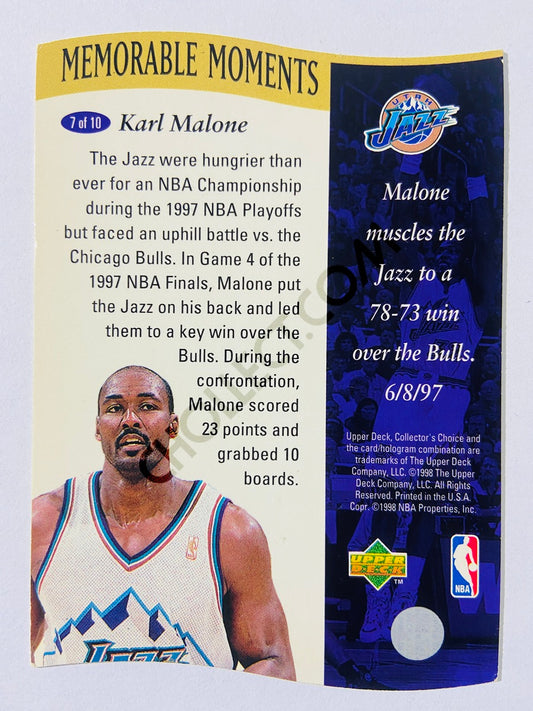 MEMORABLE MOMENTS
7 of 10
Karl Malone
The Jazz were hungrier than
ever for an NBA Championship
during the 1997 NBA Playoffs
but faced an uphill battle vs. the
Chicago Bulls. In Game 4 of the
1997 NBA Finals, Malone put
the Jazz on his back and led
them to a key win over the
Bulls. During the
confrontation,
Malone scored
23 points and
grabbed 10
boards.
UTAH
JAZZ
Malone
muscles the
Jazz to a
78-73 win
over the Bulls.
6/8/97
Upper Deck, Collector's Choice and
the card/hologram combination are
trademarks of The Upper Deck
Company, LLC. ©1998 The Upper
Deck Company, LLC. All Rights
Reserved. Printed in the U.S.A.
Copr. ©1998 NBA Properties, Inc.
UPPER
DECK
TM
NBA
JAZZ